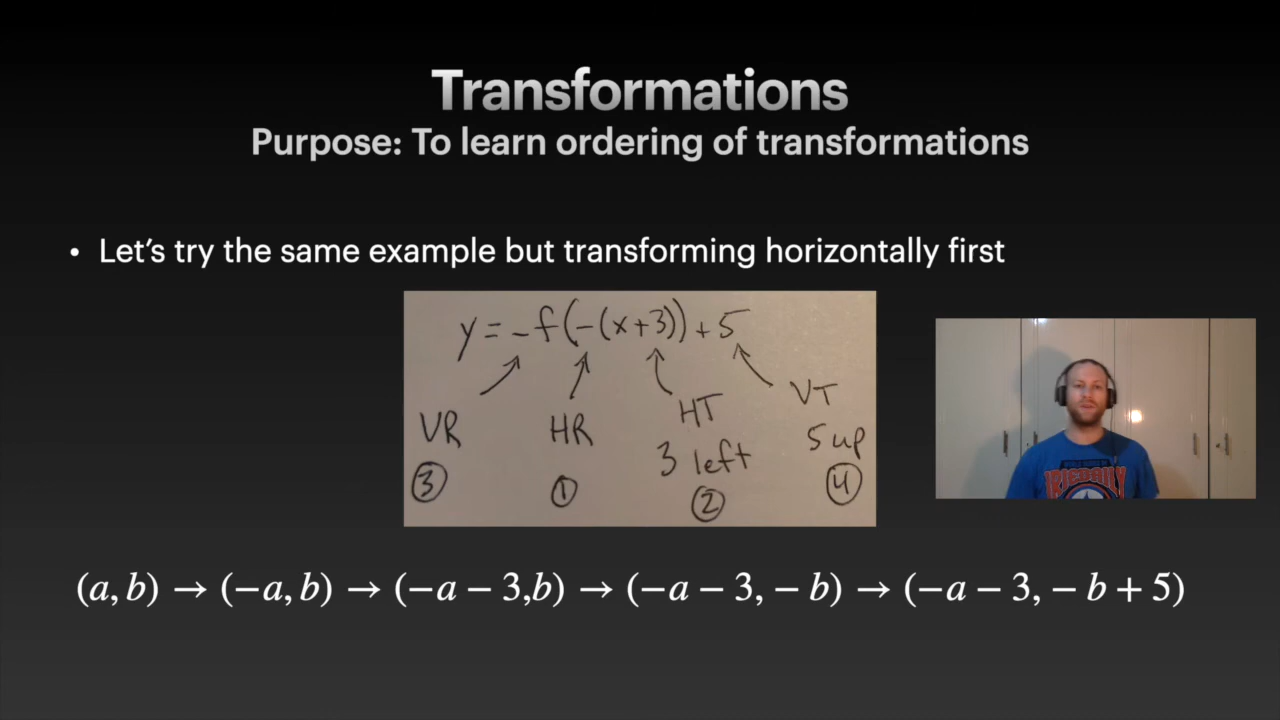 Transformations
Purpose: To learn ordering of transformations
• Let's try the same example but transforming horizontally first
y = -f(-(x+3)) + 5
VR HR HT VT
3 left 5 up
③ ① ② ④
IRIEDAILY
(a, b) → (−a, b) → (−a − 3,b) → (−a − 3, − b) → (−a − 3, − b + 5)